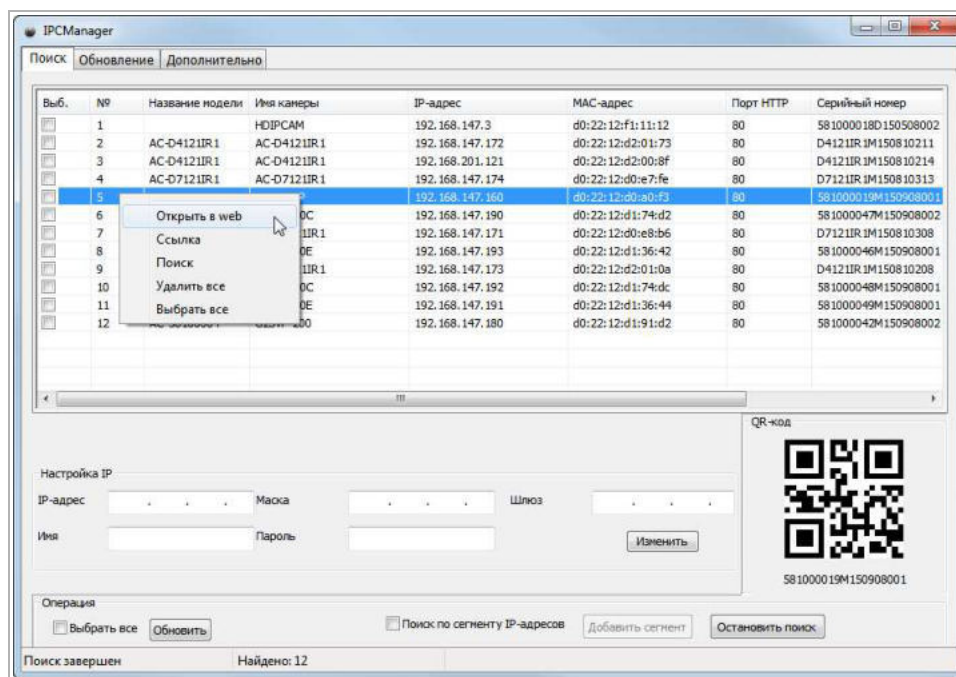 IPCManager
Поиск Обновление Дополнительно
Выб. № Название модели Имя камеры IP-адрес MAC-адрес Порт HTTP Серийный номер
1 HDIPCAM 192.168.147.3 d0:22:12:f1:11:12 80 581000018D150508002
2 AC-D4121IR1 AC-D4121IR1 192.168.147.172 d0:22:12:d2:01:73 80 D4121IR1M150810211
3 AC-D4121IR1 AC-D4121IR1 192.168.201.121 d0:22:12:d2:00:8f 80 D4121IR1M150810214
4 AC-D7121IR1 AC-D7121IR1 192.168.147.174 d0:22:12:d0:e7:fe 80 D7121IR1M150810313
5 192.168.147.160 d0:22:12:d0:a0:f3 80 581000019M150908001
6 0C 192.168.147.190 d0:22:12:d1:74:d2 80 581000047M150908002
7 1IR1 192.168.147.171 d0:22:12:d0:e8:b6 80 D7121IR1M150810308
8 0E 192.168.147.193 d0:22:12:d1:36:42 80 581000046M150908001
9 1IR1 192.168.147.173 d0:22:12:d2:01:0a 80 D4121IR1M150810208
10 0C 192.168.147.192 d0:22:12:d1:74:dc 80 581000048M150908001
11 0E 192.168.147.191 d0:22:12:d1:36:44 80 581000049M150908001
12 192.168.147.180 d0:22:12:d1:91:d2 80 581000042M150908002
Открыть в web
Ссылка
Поиск
Удалить все
Выбрать все
QR-код
Настройка IP
IP-адрес . . . Маска . . . Шлюз . . .
Имя Пароль Изменить
581000019M150908001
Операция
Выбрать все Обновить Поиск по сегменту IP-адресов Добавить сегмент Остановить поиск
Поиск завершен Найдено: 12